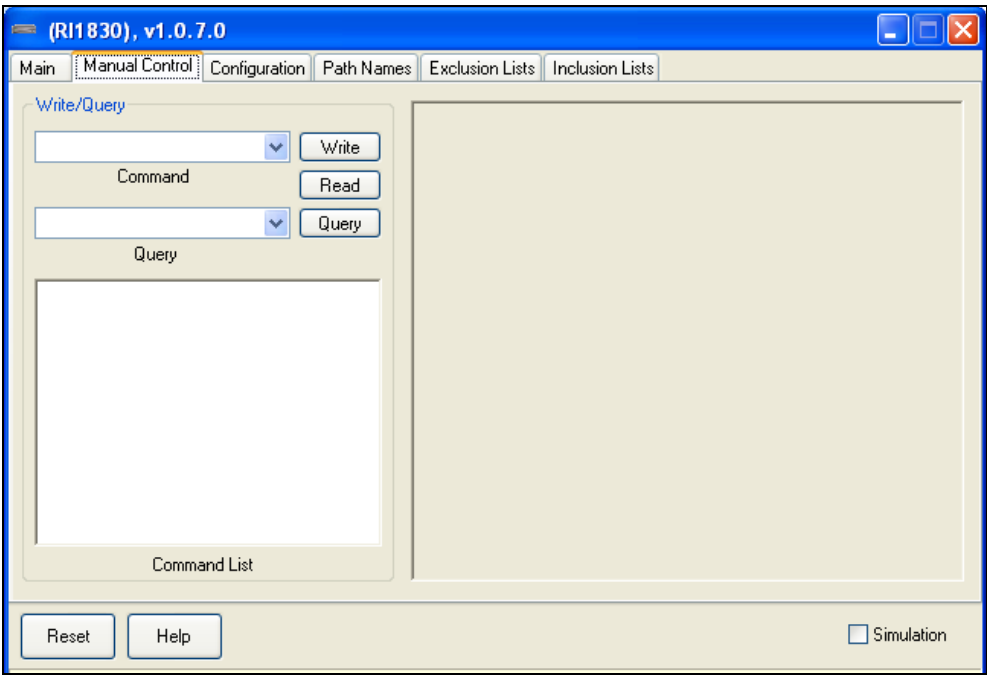 (RI1830), v1.0.7.0
Main Manual Control Configuration Path Names Exclusion Lists Inclusion Lists
Write/Query
Write
Command
Read
Query
Query
Command List
Reset Help Simulation